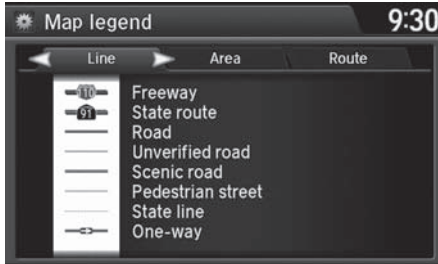 Map legend
9:30
Line
Area
Route
110
Freeway
91
State route
Road
Unverified road
Scenic road
Pedestrian street
State line
One-way